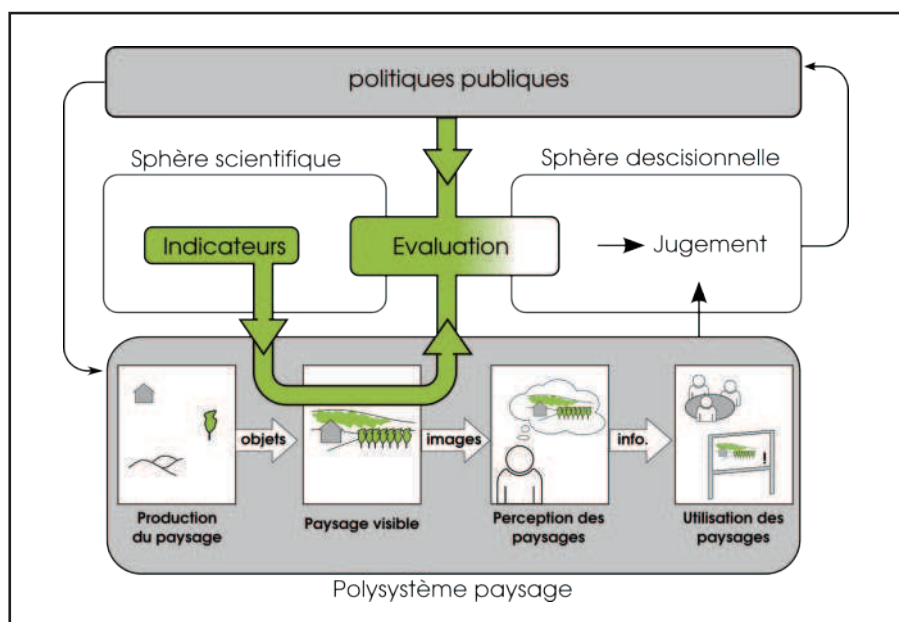 politiques publiques
Sphère scientifique
Sphère descisionnelle
Indicateurs
Evaluation
Jugement
objets
images
info.
Production
du paysage
Paysage visible
Perception des
paysages
Utilisation des
paysages
Polysystème paysage